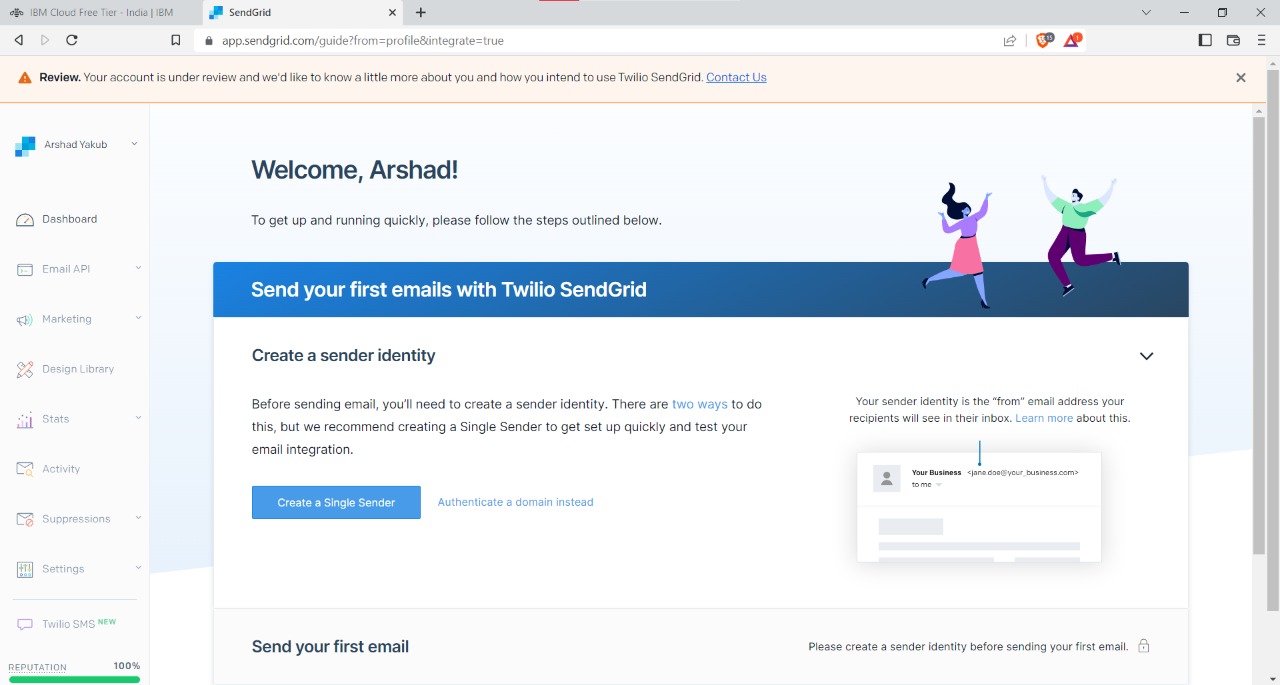 IBM Cloud Free Tier - India | IBM
SendGrid
app.sendgrid.com/guide?from=profile&integrate=true
15
1
Review. Your account is under review and we'd like to know a little more about you and how you intend to use Twilio SendGrid. Contact Us
Arshad Yakub
Dashboard
Email API
Marketing
Design Library
Stats
Activity
Suppressions
Settings
Twilio SMS NEW
REPUTATION 100%
Welcome, Arshad!
To get up and running quickly, please follow the steps outlined below.
Send your first emails with Twilio SendGrid
Create a sender identity
Before sending email, you'll need to create a sender identity. There are two ways to do
this, but we recommend creating a Single Sender to get set up quickly and test your
email integration.
Create a Single Sender
Authenticate a domain instead
Your sender identity is the “from” email address your
recipients will see in their inbox. Learn more about this.
Your Business <jane.doe@your_business.com>
to me
Send your first email
Please create a sender identity before sending your first email.